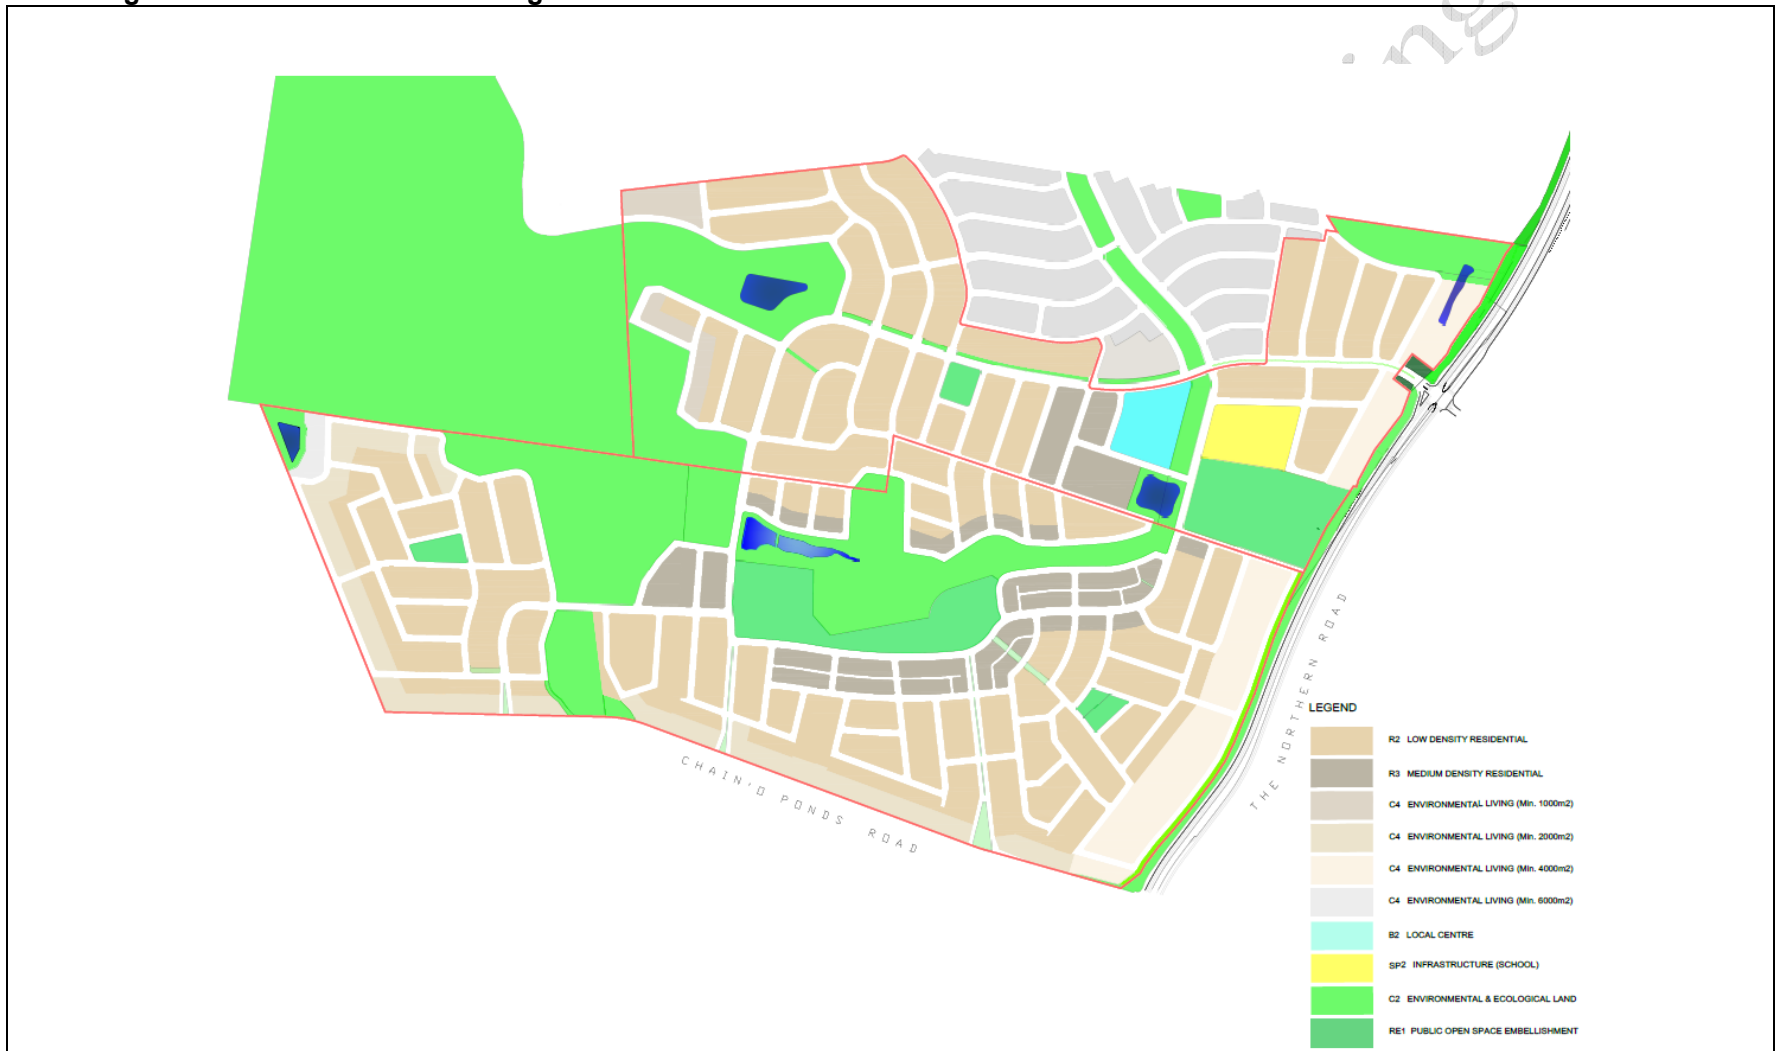 CHAIN'O PONDS ROAD
THE NORTHERN ROAD
LEGEND
R2 LOW DENSITY RESIDENTIAL
R3 MEDIUM DENSITY RESIDENTIAL
C4 ENVIRONMENTAL LIVING (Min. 1000m2)
C4 ENVIRONMENTAL LIVING (Min. 2000m2)
C4 ENVIRONMENTAL LIVING (Min. 4000m2)
C4 ENVIRONMENTAL LIVING (Min. 6000m2)
B2 LOCAL CENTRE
SP2 INFRASTRUCTURE (SCHOOL)
C2 ENVIRONMENTAL & ECOLOGICAL LAND
RE1 PUBLIC OPEN SPACE EMBELLISHMENT